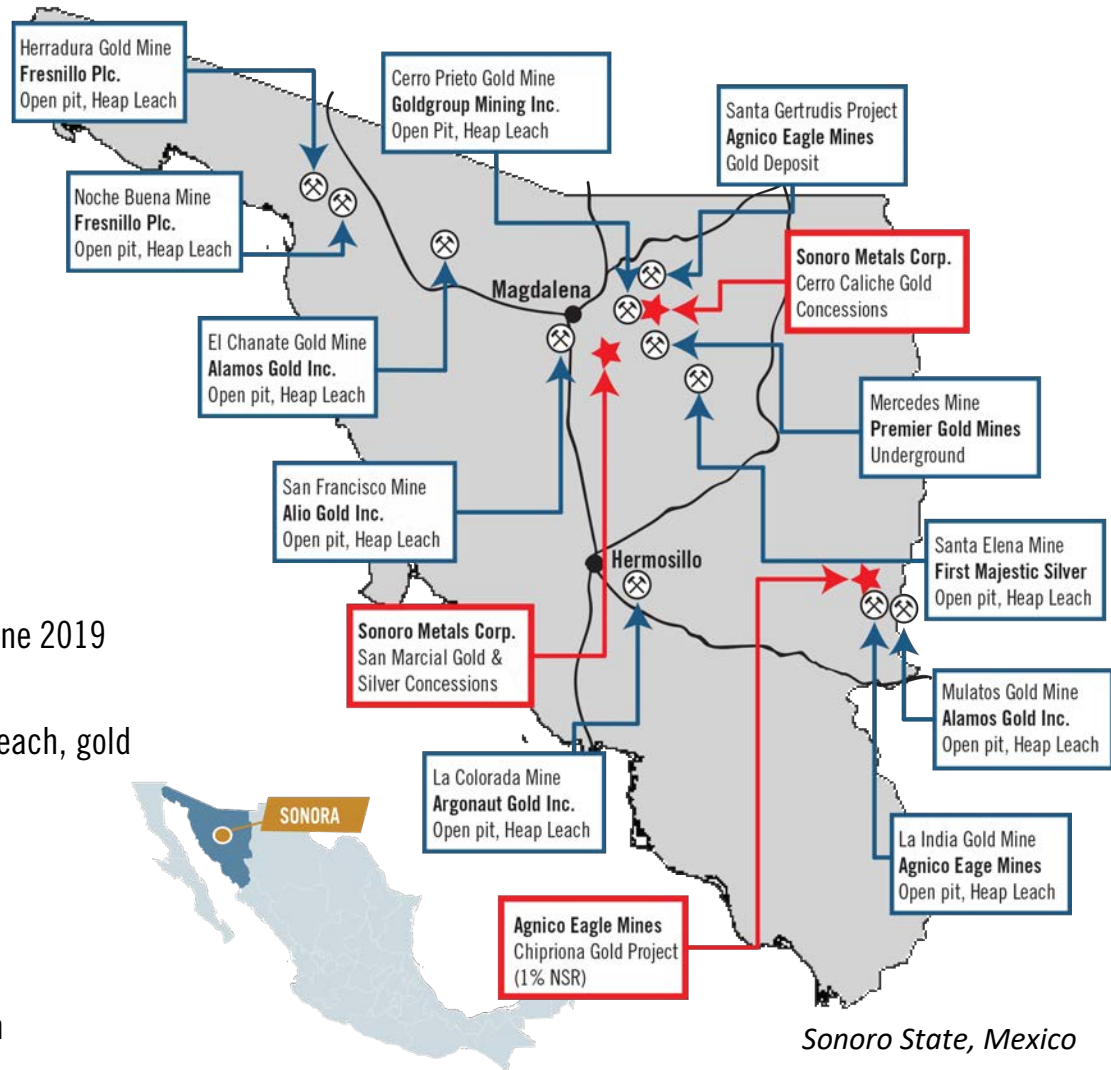 Herradura Gold Mine
Fresnillo Plc.
Open pit, Heap Leach
Cerro Prieto Gold Mine
Goldgroup Mining Inc.
Open Pit, Heap Leach
Santa Gertrudis Project
Agnico Eagle Mines
Gold Deposit
Noche Buena Mine
Fresnillo Plc.
Open pit, Heap Leach
Sonoro Metals Corp.
Cerro Caliche Gold
Concessions
Magdalena
El Chanate Gold Mine
Alamos Gold Inc.
Open pit, Heap Leach
Mercedes Mine
Premier Gold Mines
Underground
San Francisco Mine
Alio Gold Inc.
Open pit, Heap Leach
Hermosillo
Santa Elena Mine
First Majestic Silver
Open pit, Heap Leach
ne 2019
Sonoro Metals Corp.
San Marcial Gold &
Silver Concessions
Mulatos Gold Mine
Alamos Gold Inc.
Open pit, Heap Leach
each, gold
La Colorada Mine
Argonaut Gold Inc.
Open pit, Heap Leach
SONORA
La India Gold Mine
Agnico Eage Mines
Open pit, Heap Leach
Agnico Eagle Mines
Chipriona Gold Project
(1% NSR)
Sonoro State, Mexico